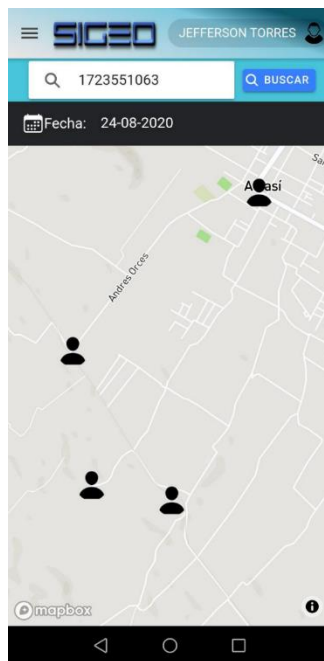 SIGEO
JEFFERSON TORRES
1723551063
BUSCAR
Fecha: 24-08-2020
Andres Orces
mapbox